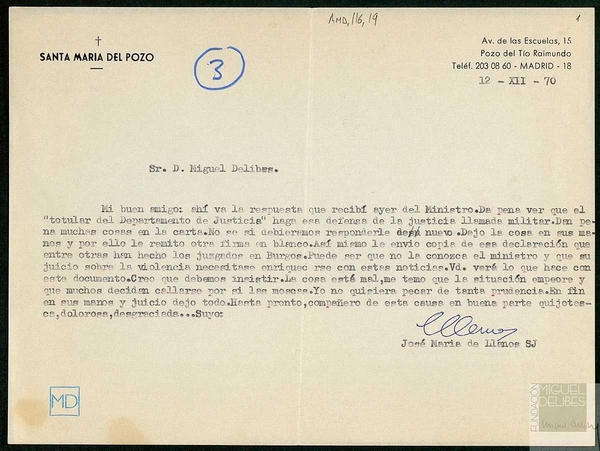 AMD,116,19
1
✝
SANTA MARIA DEL POZO
3
Av. de las Escuelas, 15
Pozo del Tío Raimundo
Teléf. 203 08 60 - MADRID - 18
12 - XII - 70
Sr. D. Miguel Delibes.
Mi buen amigo: ahí va la respuesta que recibí ayer del Ministro.Da pena ver que el
"totular del Departamento de Justicia" haga esa defensa de la justicia llamada militar.Dan pe-
na muchas cosas en la carta.No se si debieremos responderle de nuevo.Dejo la cosa en sus ma-
nos y por ello le remito otra firma en blanco.Así mismo le envio copia de esa declaración que
entre otras han hecho los juzgados en Burgos.Puede ser que no la conozca el ministro y que su
juicio sobre la violencia necesitase enriquec rse con estas noticias.Vd. verá lo que hace con
este documento.Creo que debemos insistir.La cosa está mal,me temo que la situación empeore y
que muchos decidan callarse por si las moscas.Yo no quisiera pecar de tanta prudencia.En fin
en sus manos y juicio dejo todo.Hasta pronto,compañero de esta causa en buena parte quijotes-
ca,dolorosa,desgraciada...Suyo:
José Maria de Llanos SJ
MD
FUNDACIÓN
MIGUEL
DELIBES